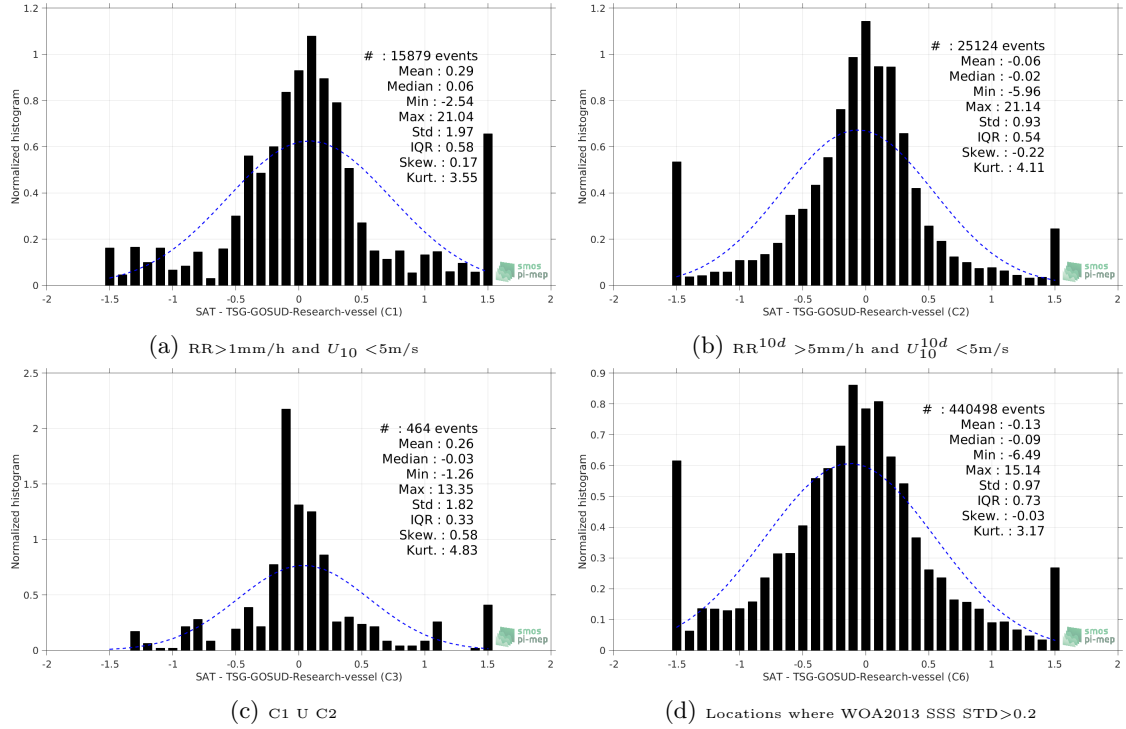 1.2
1
0.8
0.6
0.4
0.2
0
Normalized histogram
# : 15879 events
Mean : 0.29
Median : 0.06
Min : -2.54
Max : 21.04
Std : 1.97
IQR : 0.58
Skew. : 0.17
Kurt. : 3.55
smos
pi-mep
-2 -1.5 -1 -0.5 0 0.5 1 1.5 2
SAT - TSG-GOSUD-Research-vessel (C1)
(a) RR>1mm/h and U10 <5m/s
1.2
1
0.8
0.6
0.4
0.2
0
Normalized histogram
# : 25124 events
Mean : -0.06
Median : -0.02
Min : -5.96
Max : 21.14
Std : 0.93
IQR : 0.54
Skew. : -0.22
Kurt. : 4.11
smos
pi-mep
-2 -1.5 -1 -0.5 0 0.5 1 1.5 2
SAT - TSG-GOSUD-Research-vessel (C2)
(b) RR10d >5mm/h and U10d10 <5m/s
2.5
2
1.5
1
0.5
0
Normalized histogram
# : 464 events
Mean : 0.26
Median : -0.03
Min : -1.26
Max : 13.35
Std : 1.82
IQR : 0.33
Skew. : 0.58
Kurt. : 4.83
smos
pi-mep
-2 -1.5 -1 -0.5 0 0.5 1 1.5 2
SAT - TSG-GOSUD-Research-vessel (C3)
(c) C1 U C2
0.9
0.8
0.7
0.6
0.5
0.4
0.3
0.2
0.1
0
Normalized histogram
# : 440498 events
Mean : -0.13
Median : -0.09
Min : -6.49
Max : 15.14
Std : 0.97
IQR : 0.73
Skew. : -0.03
Kurt. : 3.17
smos
pi-mep
-2 -1.5 -1 -0.5 0 0.5 1 1.5 2
SAT - TSG-GOSUD-Research-vessel (C6)
(d) Locations where WOA2013 SSS STD>0.2